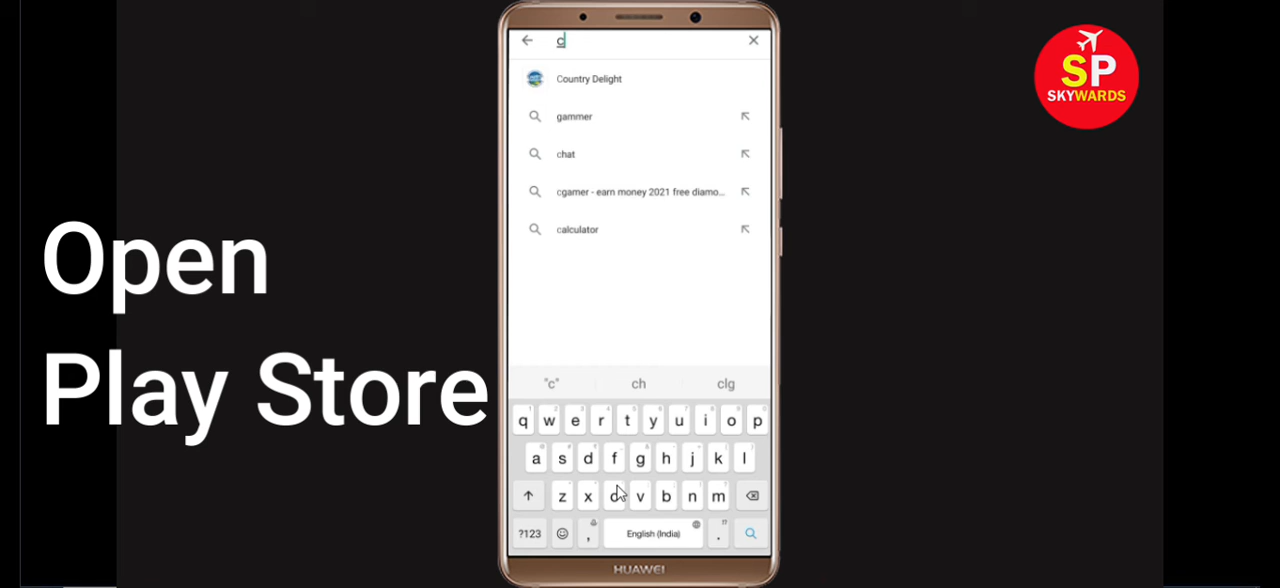 Open
Play Store
c
Country Delight
gammer
chat
cgamer - earn money 2021 free diamo...
calculator
"c" ch clg
q w e r t y u i o p
a s d f g h j k l
z x c v b n m
?123 , English (India) .
HUAWEI
SP
SKYWARDS